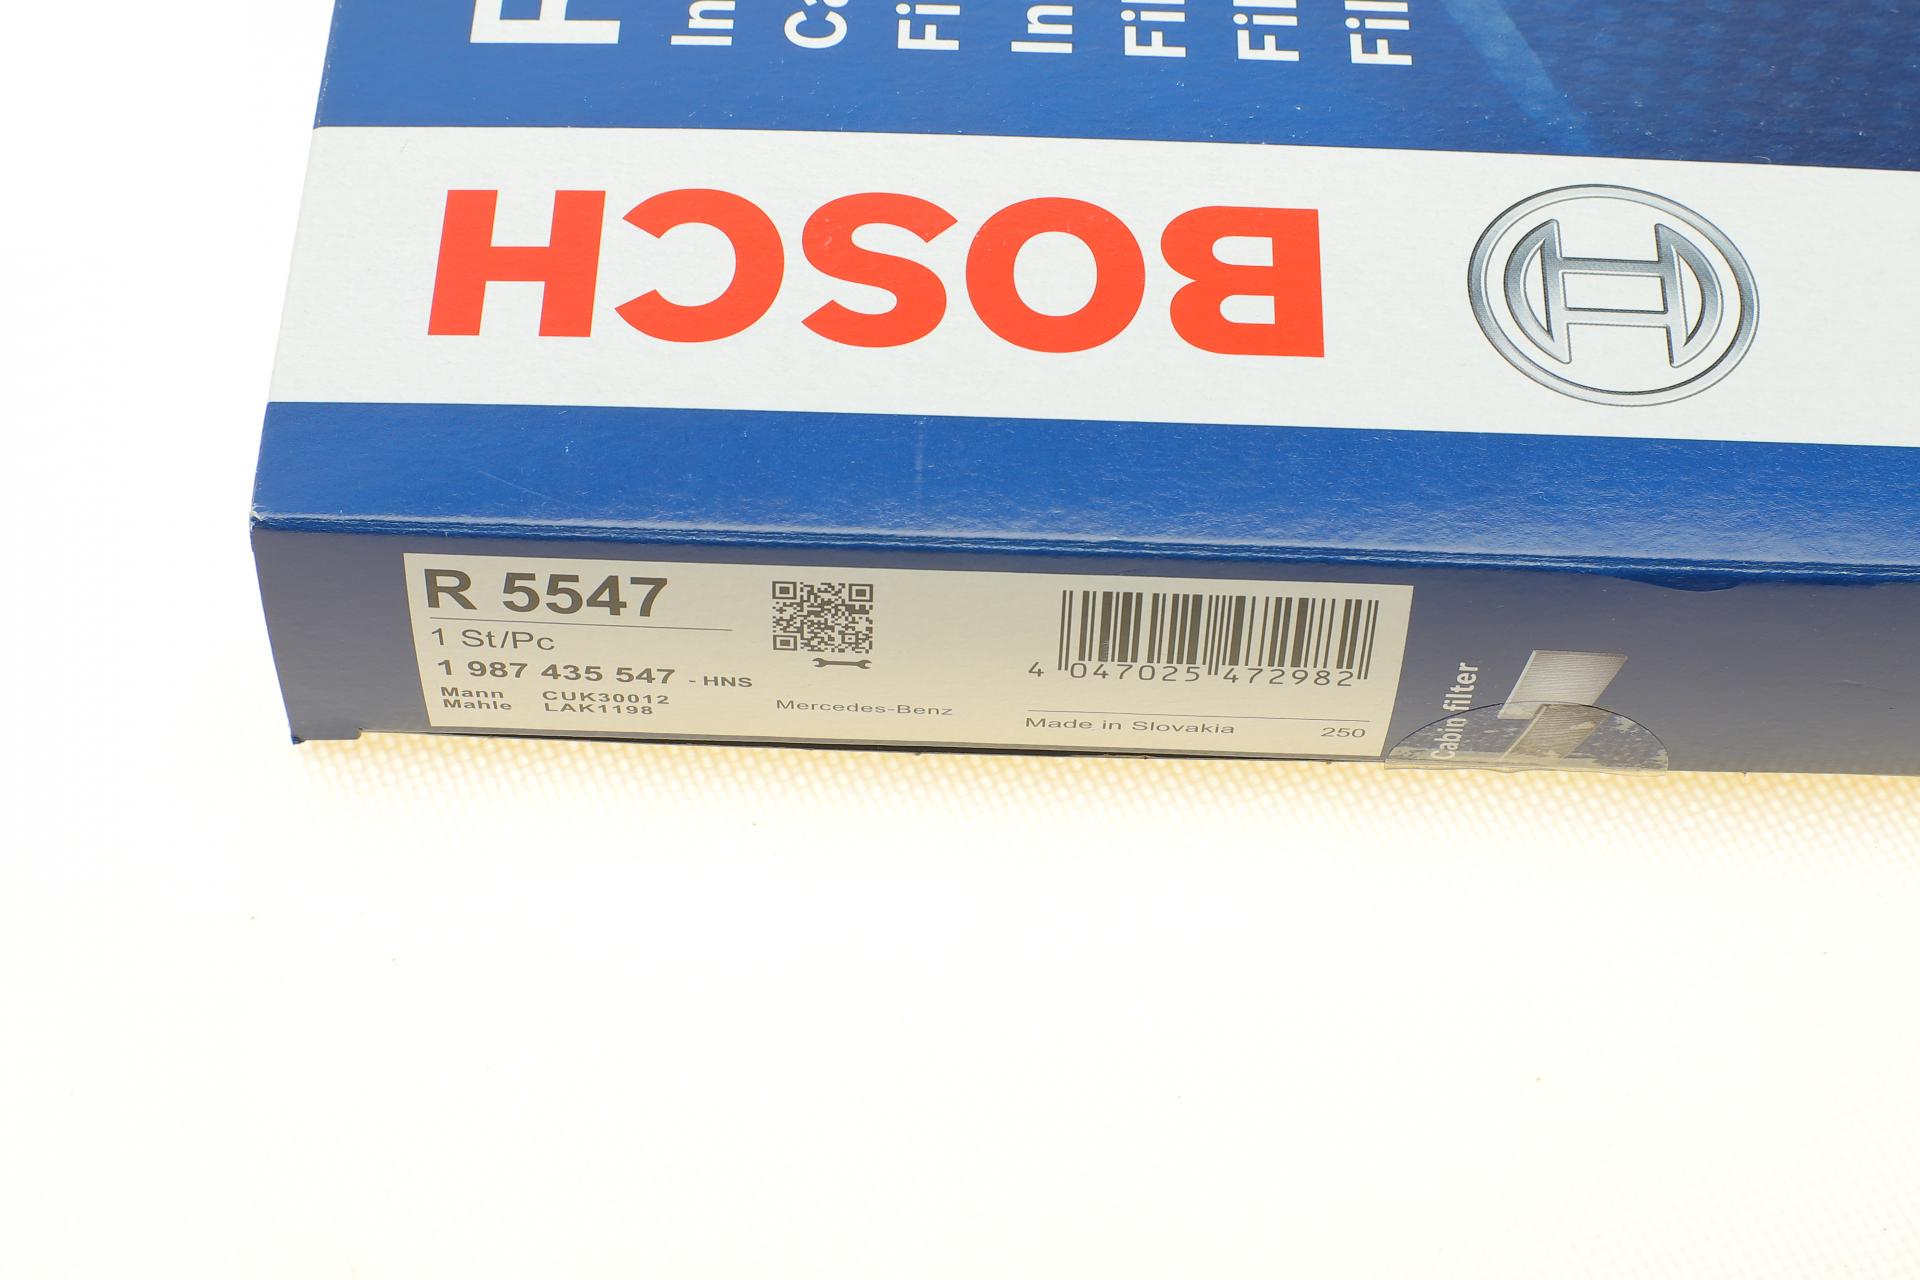 BOSCH
R 5547
1 St/Pc
1 987 435 547 - HNS
Mann CUK30012
Mahle LAK1198
Mercedes-Benz
4 047025 472982
Made in Slovakia 250
Cabin filter